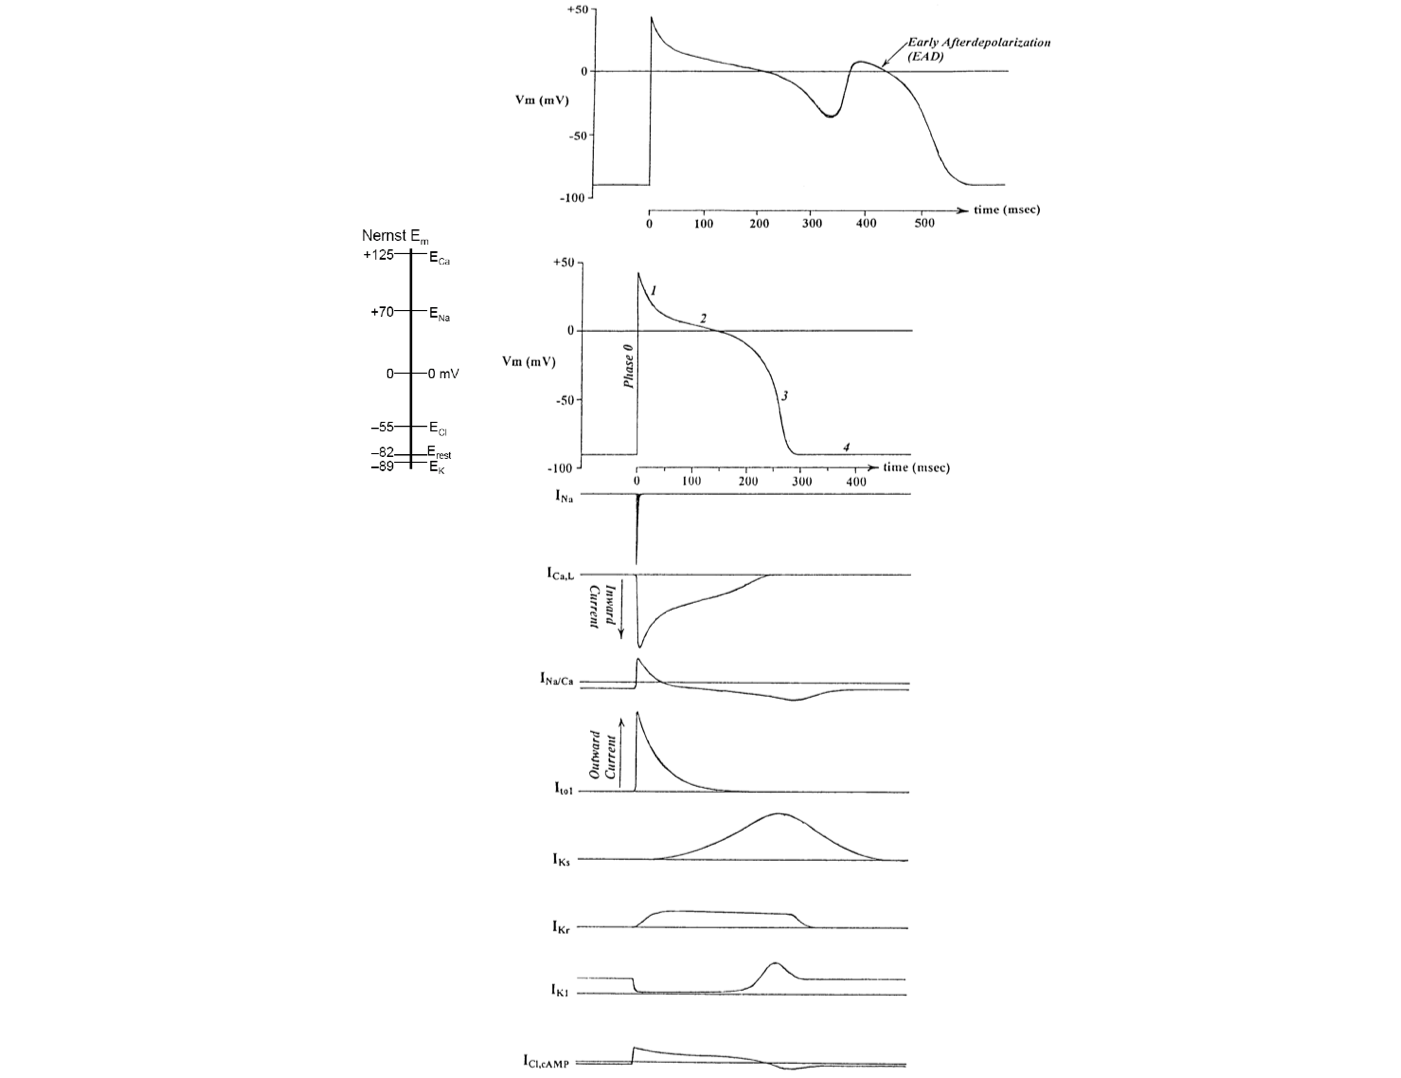 +50
Early Afterdepolarization
(EAD)
0
Vm (mV)
-50
-100
time (msec)
0 100 200 300 400 500
Nernst Em
+125 ECa
+70 ENa
0 0 mV
–55 ECl
–82 Erest
–89 EK
+50
1
2
0
Vm (mV)
Phase 0
-50
3
4
-100
time (msec)
0 100 200 300 400
INa
ICa,L
Inward
Current
INa/Ca
Outward
Current
Ito1
IKs
IKr
IK1
ICl,cAMP